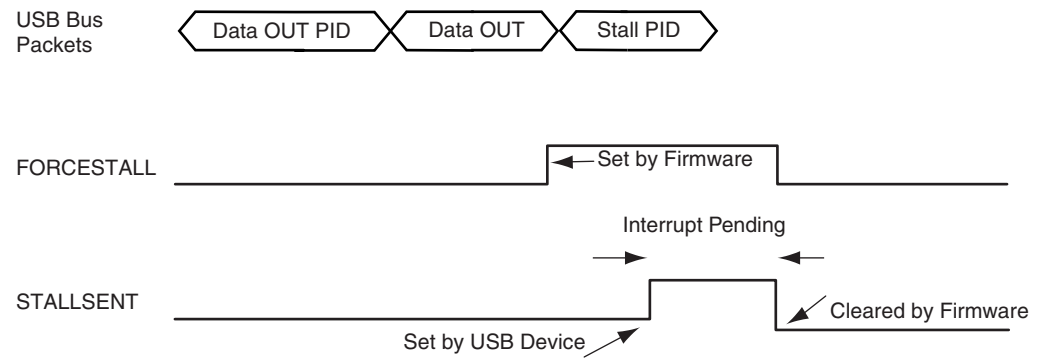 USB Bus
Packets
Data OUT PID
Data OUT
Stall PID
FORCESTALL
Set by Firmware
Interrupt Pending
STALLSENT
Cleared by Firmware
Set by USB Device